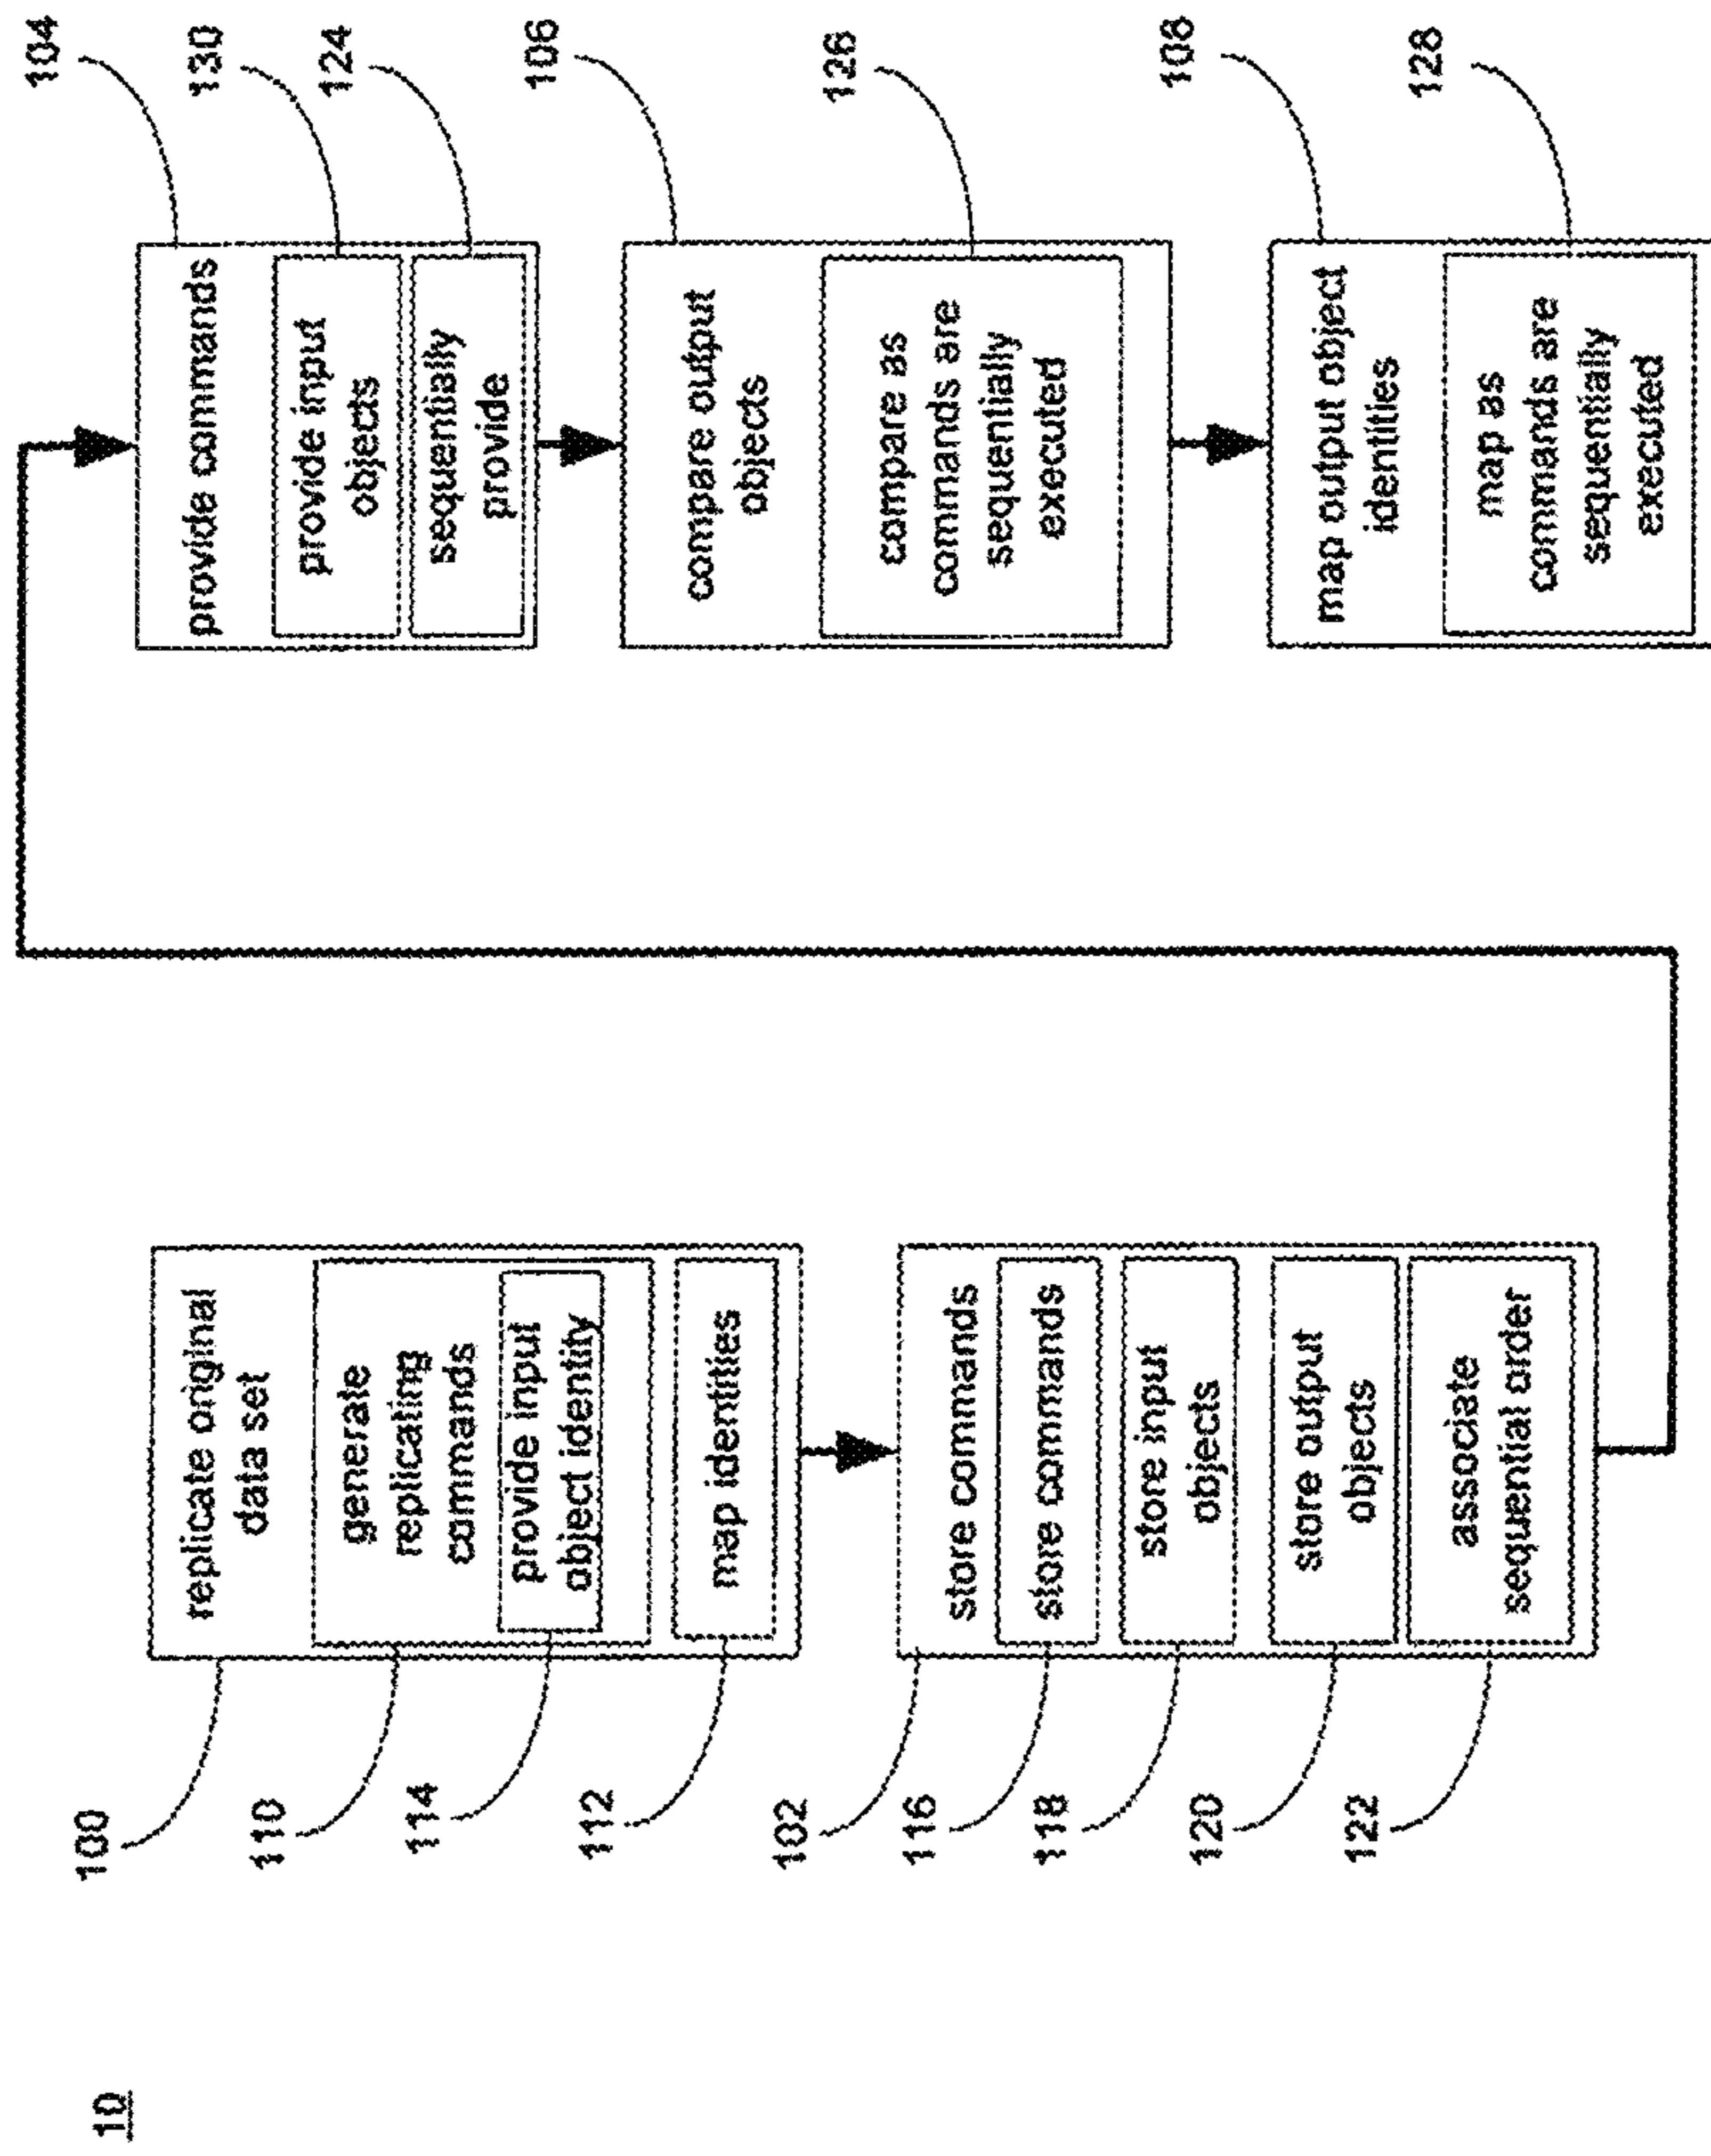 10
100
replicate original
data set
110
generate
replicating
commands
114
provide input
object identity
112
map identities
102
store commands
116
store commands
118
store input
objects
120
store output
objects
122
associate
sequential order
104
provide commands
130
provide input
objects
124
sequentially
provide
106
compare output
objects
126
compare as
commands are
sequentially
executed
108
map output object
identities
128
map as
commands are
sequentially
executed